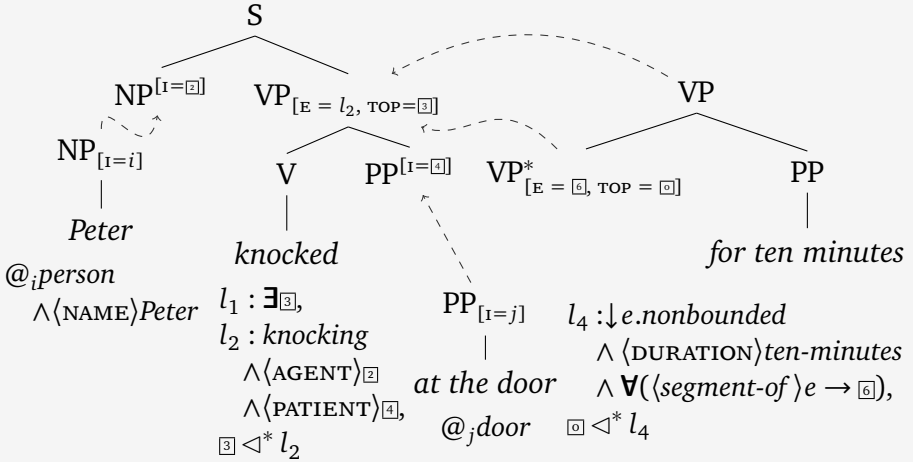 S
NP[I=2] VP[E = l₂, TOP=3] VP
NP[I=i] V PP[I=4] VP*[E = 6, TOP = 0] PP
Peter knocked for ten minutes
@ᵢperson
∧⟨NAME⟩Peter
l₁ : ∃3,
l₂ : knocking
∧⟨AGENT⟩2
∧⟨PATIENT⟩4,
3 ◁* l₂
PP[I=j]
at the door
@ⱼdoor
l₄ :↓e.nonbounded
∧ ⟨DURATION⟩ten-minutes
∧ ∀(⟨segment-of ⟩e → 6),
0 ◁* l₄